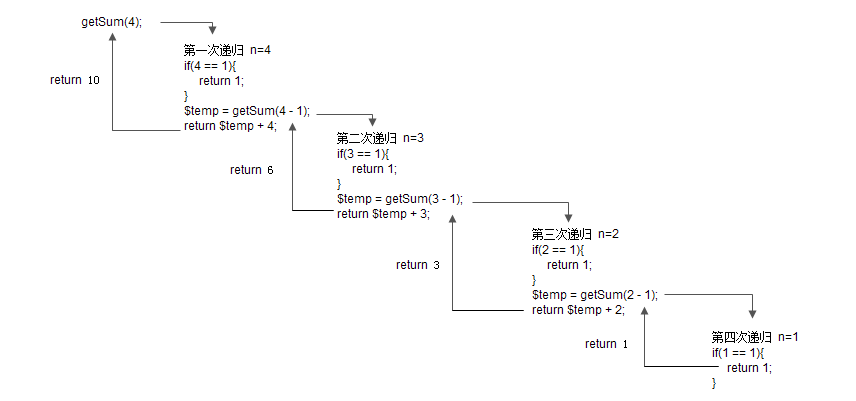 getSum(4);
第一次递归 n=4
if(4 == 1){
return 1;
}
$temp = getSum(4 - 1);
return $temp + 4;
return 10
第二次递归 n=3
if(3 == 1){
return 1;
}
$temp = getSum(3 - 1);
return $temp + 3;
return 6
第三次递归 n=2
if(2 == 1){
return 1;
}
$temp = getSum(2 - 1);
return $temp + 2;
return 3
第四次递归 n=1
if(1 == 1){
return 1;
}
return 1